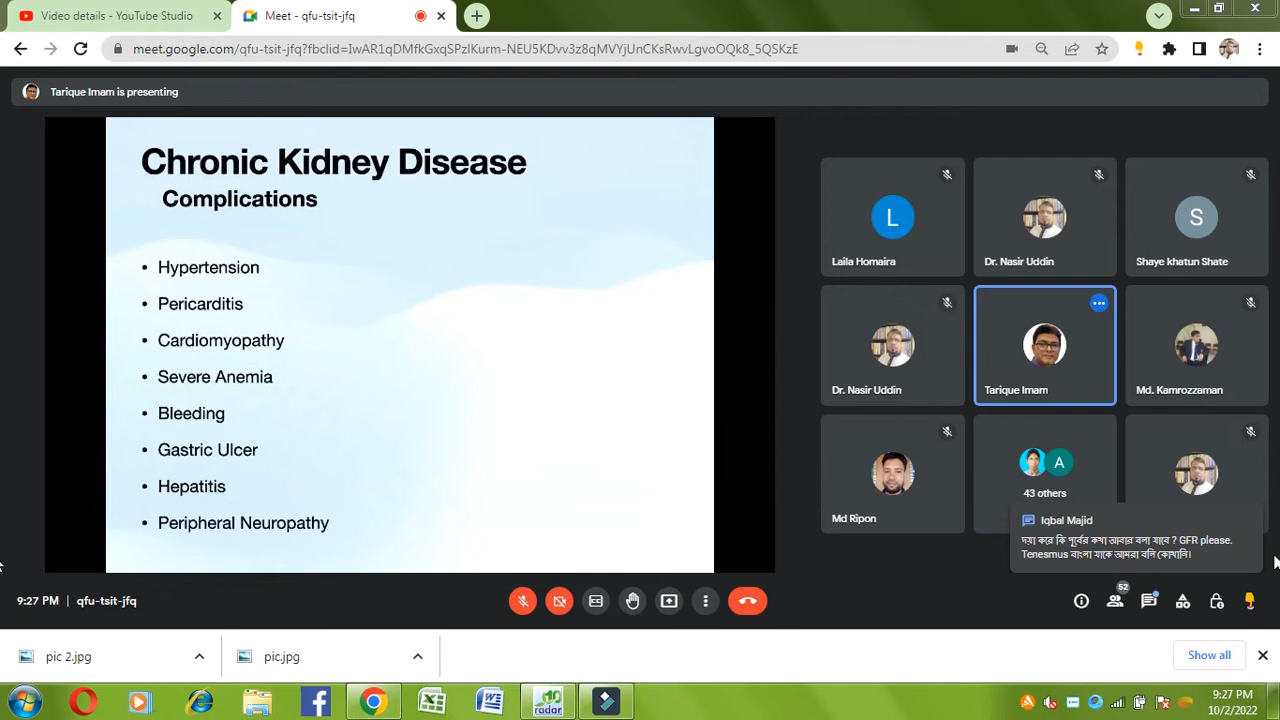 Video details - YouTube Studio
Meet - qfu-tsit-jfq
meet.google.com/qfu-tsit-jfq?fbclid=IwAR1qDMfkGxqSPzlKurm-NEU5KDvv3z8qMVYjUnCKsRwvLgvoOQk8_5QSKzE
Tarique Imam is presenting
Chronic Kidney Disease
Complications
• Hypertension
• Pericarditis
• Cardiomyopathy
• Severe Anemia
• Bleeding
• Gastric Ulcer
• Hepatitis
• Peripheral Neuropathy
L
Laila Homaira
Dr. Nasir Uddin
S
Shaye khatun Shate
Dr. Nasir Uddin
Tarique Imam
Md. Kamrozzaman
Md Ripon
A
43 others
Iqbal Majid
দয়া করে কি পূর্বের কথা আবার বলা যাবে ? GFR please.
Tenesmus বাংলা যাকে আমরা বলি কোথালি।
9:27 PM | qfu-tsit-jfq
52
pic 2.jpg
pic.jpg
Show all
10
radar
9:27 PM
10/2/2022